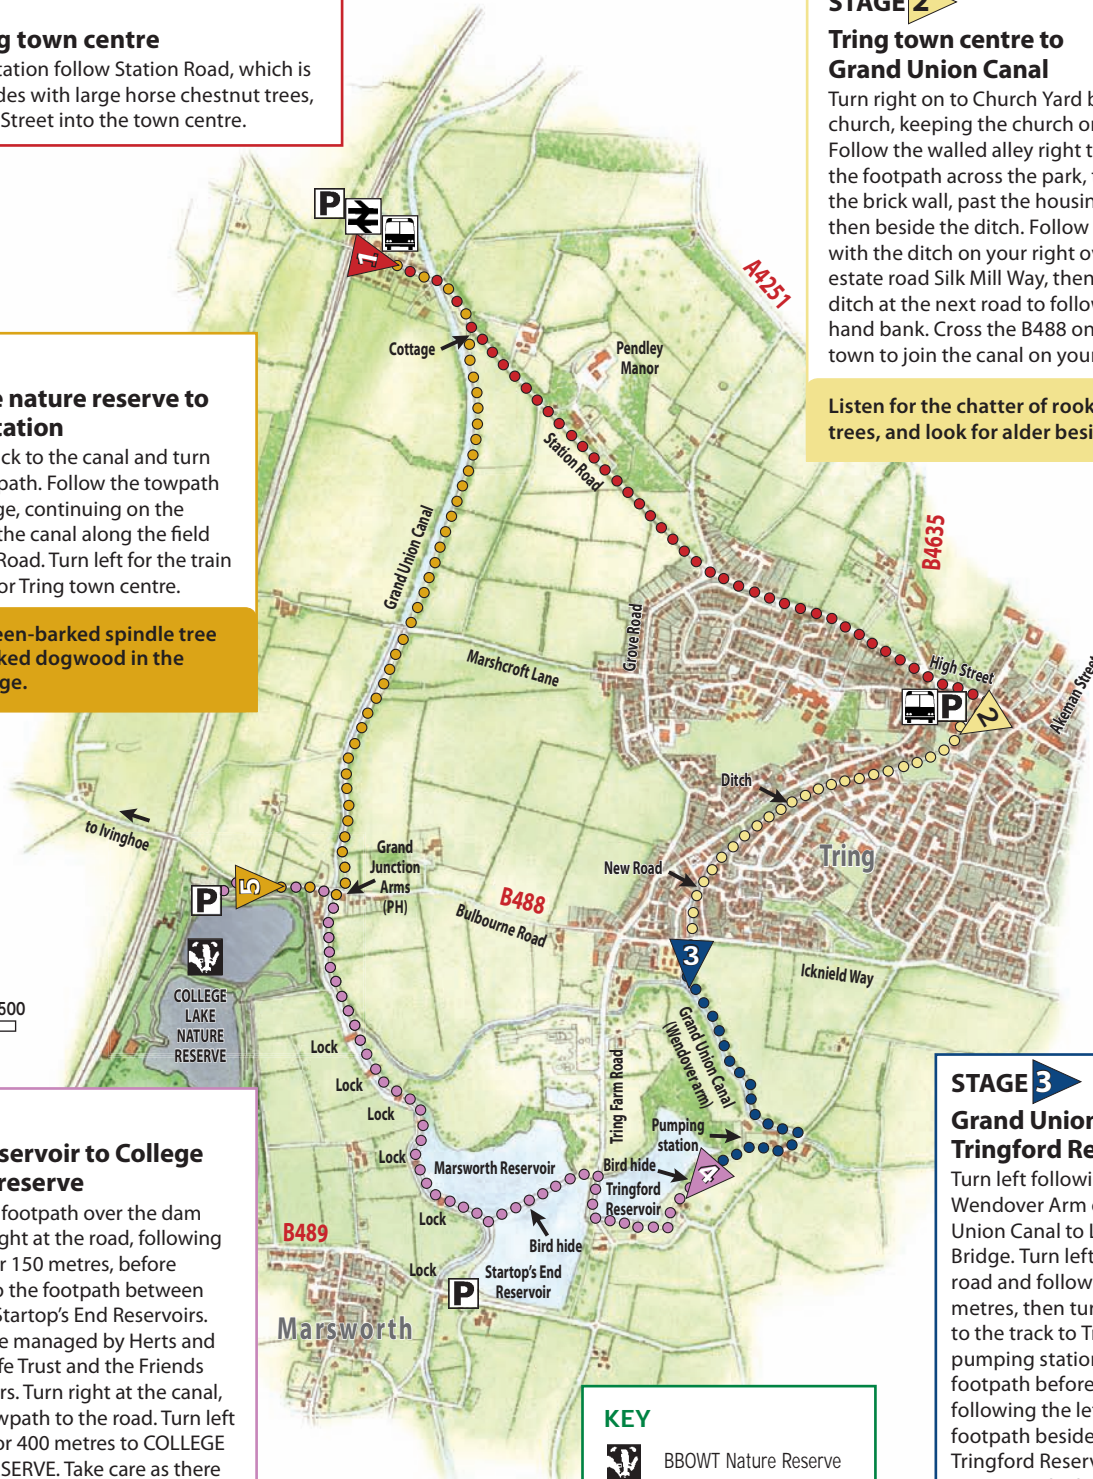 g town centre
tation follow Station Road, which is
des with large horse chestnut trees,
Street into the town centre.
STAGE 2
Tring town centre to
Grand Union Canal
Turn right on to Church Yard b
church, keeping the church on
Follow the walled alley right t
the footpath across the park,
the brick wall, past the housin
then beside the ditch. Follow
with the ditch on your right ov
estate road Silk Mill Way, then
ditch at the next road to follow
hand bank. Cross the B488 on
town to join the canal on your
Listen for the chatter of rook
trees, and look for alder besi
e nature reserve to
tation
ck to the canal and turn
path. Follow the towpath
ge, continuing on the
the canal along the field
Road. Turn left for the train
or Tring town centre.
een-barked spindle tree
ked dogwood in the
ge.
P
1
A4251
Cottage
Pendley
Manor
Station Road
Grand Union Canal
B4635
Grove Road
Marshcroft Lane
High Street
P
2
Akeman Street
Ditch
to Ivinghoe
Tring
Grand
Junction
Arms
(PH)
New Road
5
P
B488
Bulbourne Road
3
Icknield Way
COLLEGE
LAKE
NATURE
RESERVE
500
Grand Union Canal
(Wendover arm)
Lock
Lock
Lock
Lock
Lock
Lock
Tring Farm Road
Pumping
station
Bird hide
4
Marsworth Reservoir
Tringford
Reservoir
Bird hide
Startop's End
Reservoir
B489
P
Marsworth
servoir to College
reserve
footpath over the dam
ght at the road, following
r 150 metres, before
o the footpath between
Startop's End Reservoirs.
e managed by Herts and
fe Trust and the Friends
rs. Turn right at the canal,
wpath to the road. Turn left
or 400 metres to COLLEGE
SERVE. Take care as there
STAGE 3
Grand Union
Tringford Re
Turn left followi
Wendover Arm o
Union Canal to L
Bridge. Turn left
road and follow
metres, then tur
to the track to Tr
pumping station
footpath before
following the le
footpath beside
Tringford Reserv
KEY
BBOWT Nature Reserve